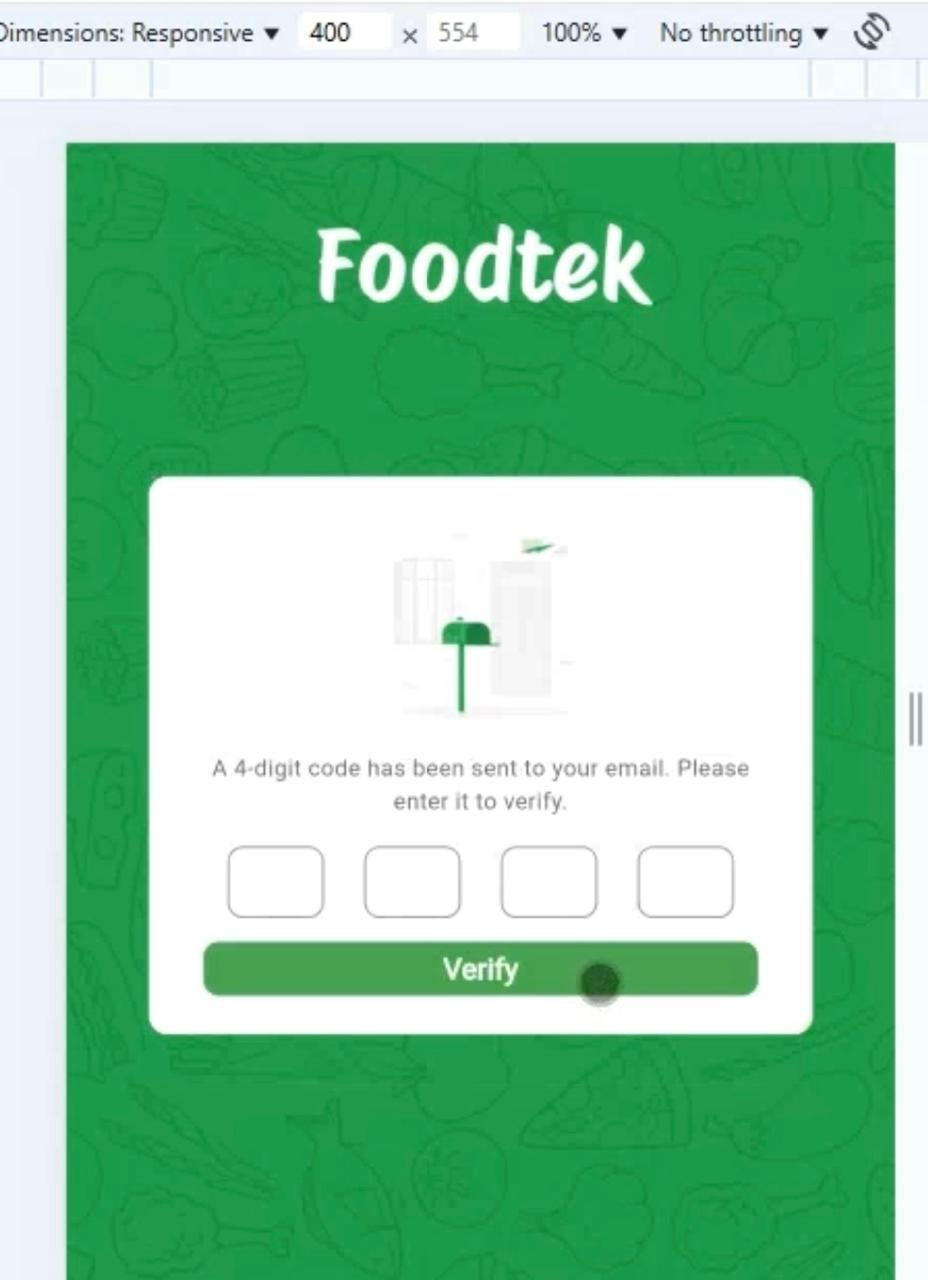 Dimensions: Responsive 400 × 554 100% No throttling
Foodtek
A 4-digit code has been sent to your email. Please
enter it to verify.
Verify